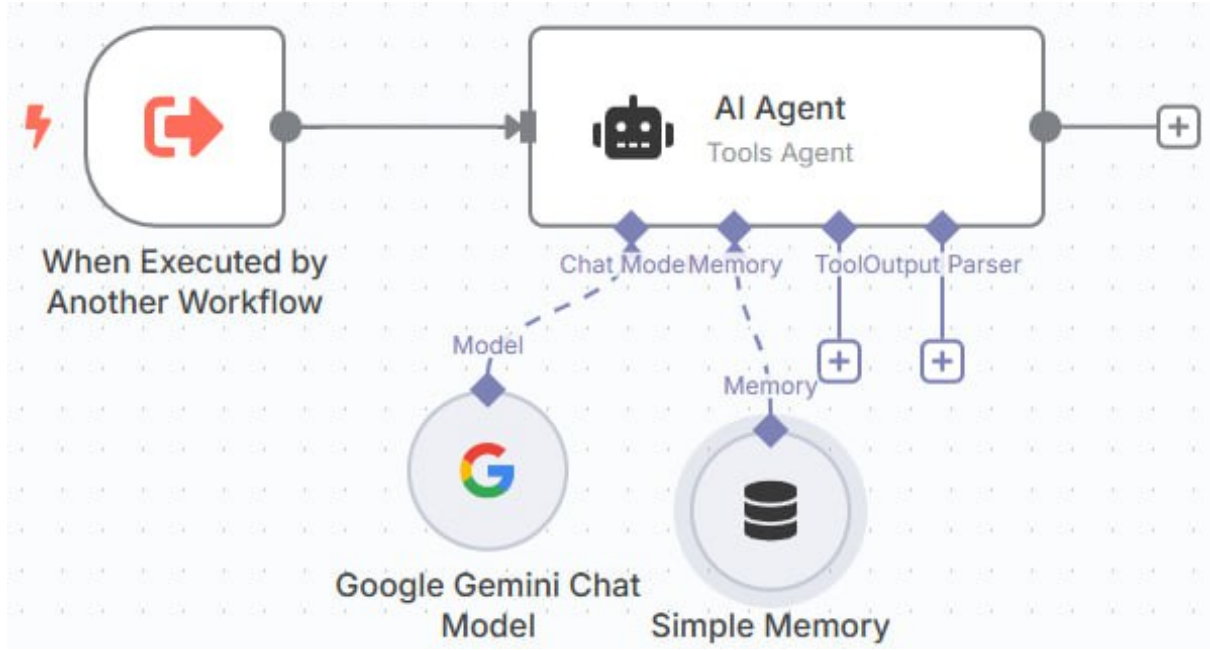 AI Agent
Tools Agent
When Executed by
Another Workflow
Chat Mode
Memory
Tool
Output Parser
Model
Memory
Google Gemini Chat
Model
Simple Memory